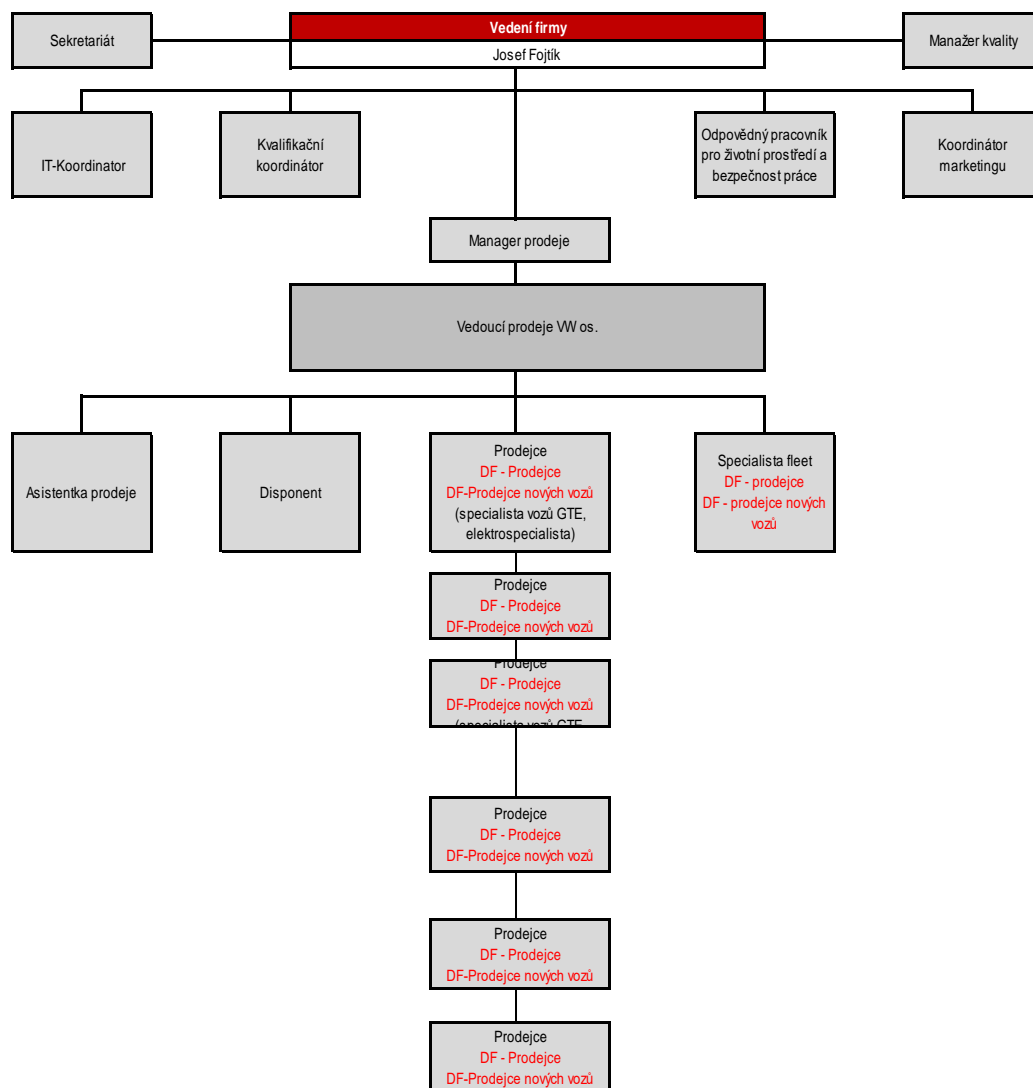 Vedení firmy
Sekretariát
Manažer kvality
Josef Fojtík
IT-Koordinator
Kvalifikační
koordinátor
Odpovědný pracovník
pro životní prostředí a
bezpečnost práce
Koordinátor
marketingu
Manager prodeje
Vedoucí prodeje VW os.
Asistentka prodeje
Disponent
Prodejce
DF - Prodejce
DF-Prodejce nových vozů
(specialista vozů GTE,
elektrospecialista)
Specialista fleet
DF - prodejce
DF - prodejce nových
vozů
Prodejce
DF - Prodejce
DF-Prodejce nových vozů
Prodejce
DF - Prodejce
DF-Prodejce nových vozů
(specialista vozů GTE,
Prodejce
DF - Prodejce
DF-Prodejce nových vozů
Prodejce
DF - Prodejce
DF-Prodejce nových vozů
Prodejce
DF - Prodejce
DF-Prodejce nových vozů